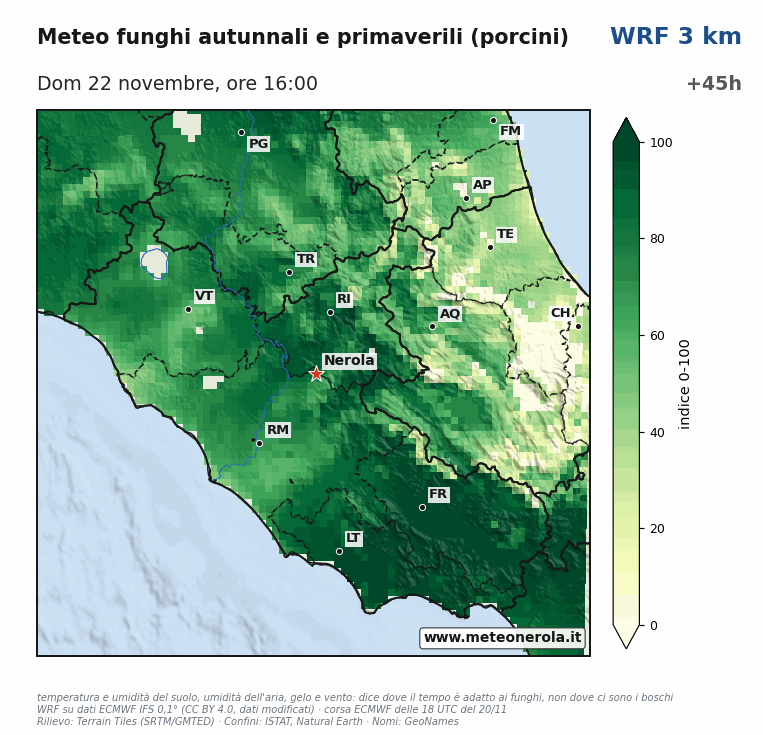 Meteo funghi autunnali e primaverili (porcini)
WRF 3 km
Dom 22 novembre, ore 16:00
+45h
FM
PG
AP
TE
TR
RI
VT
AQ
CH
Nerola
RM
FR
LT
www.meteonerola.it
100
80
60
40
20
0
indice 0-100
temperatura e umidità del suolo, umidità dell'aria, gelo e vento: dice dove il tempo è adatto ai funghi, non dove ci sono i boschi
WRF su dati ECMWF IFS 0,1° (CC BY 4.0, dati modificati) · corsa ECMWF delle 18 UTC del 20/11
Rilievo: Terrain Tiles (SRTM/GMTED) · Confini: ISTAT, Natural Earth · Nomi: GeoNames